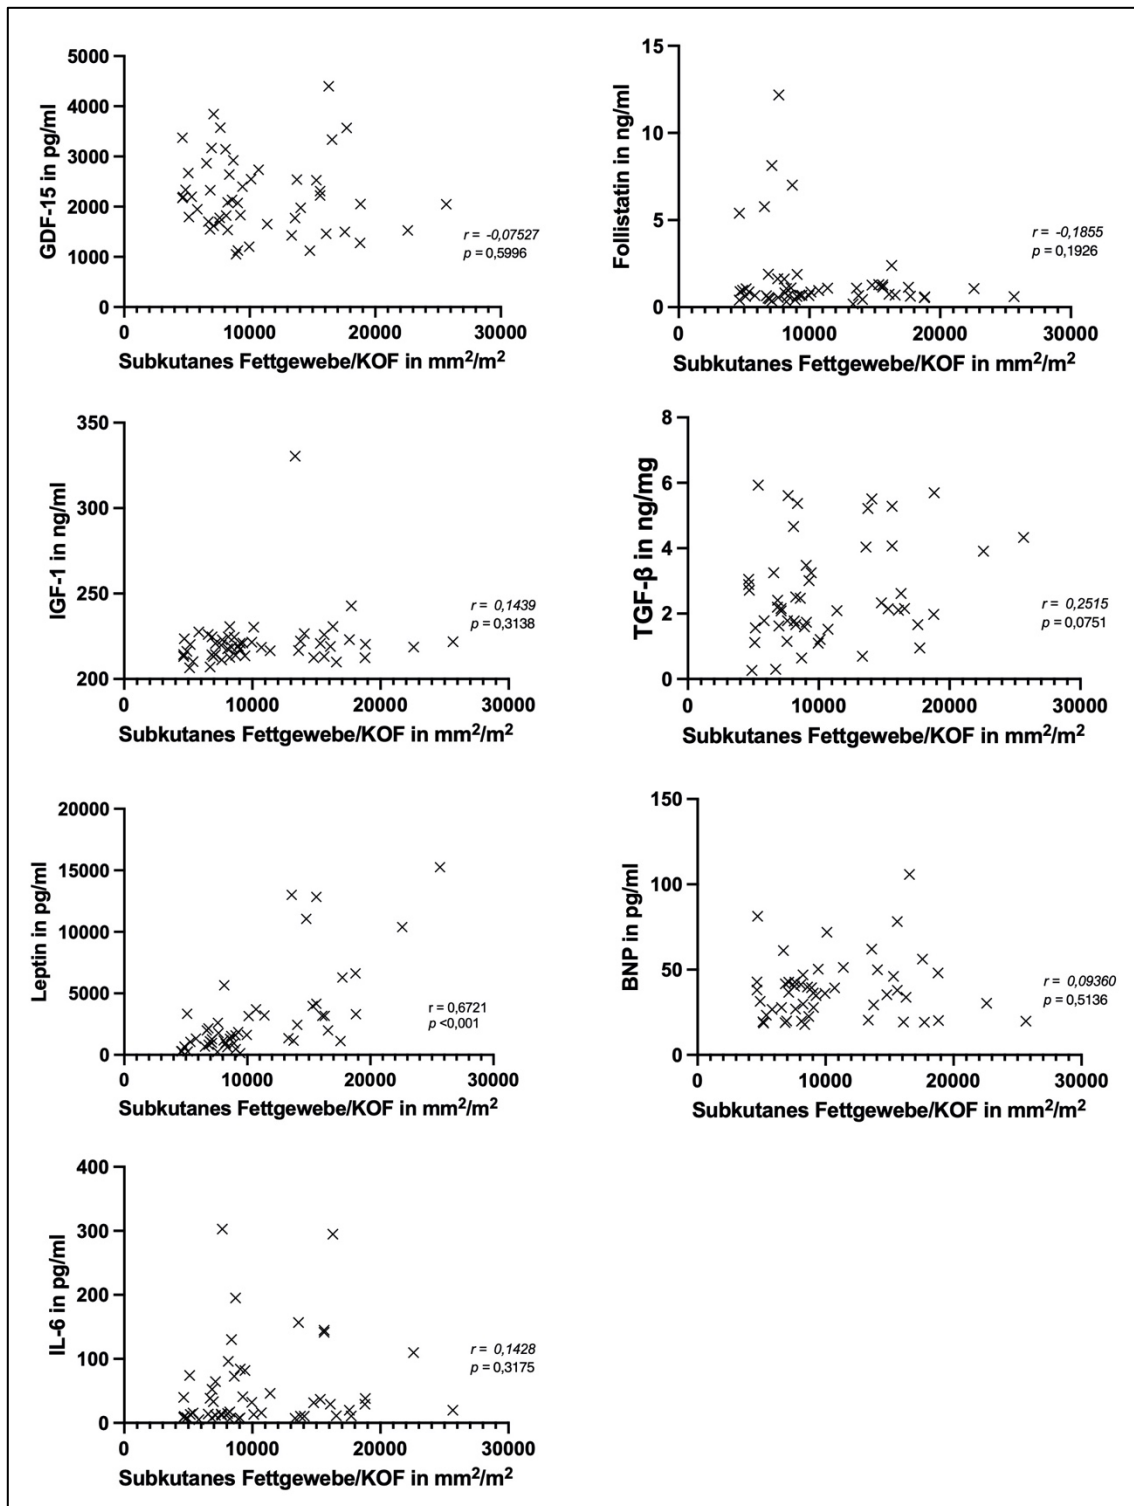 5000
4000
3000
2000
1000
0
GDF-15 in pg/ml
r = -0,07527
p = 0,5996
0 10000 20000 30000
Subkutanes Fettgewebe/KOF in mm²/m²
15
10
5
0
Follistatin in ng/ml
r = -0,1855
p = 0,1926
0 10000 20000 30000
Subkutanes Fettgewebe/KOF in mm²/m²
350
300
250
200
IGF-1 in ng/ml
r = 0,1439
p = 0,3138
0 10000 20000 30000
Subkutanes Fettgewebe/KOF in mm²/m²
8
6
4
2
0
TGF-β in ng/mg
r = 0,2515
p = 0,0751
0 10000 20000 30000
Subkutanes Fettgewebe/KOF in mm²/m²
20000
15000
10000
5000
0
Leptin in pg/ml
r = 0,6721
p <0,001
0 10000 20000 30000
Subkutanes Fettgewebe/KOF in mm²/m²
150
100
50
0
BNP in pg/ml
r = 0,09360
p = 0,5136
0 10000 20000 30000
Subkutanes Fettgewebe/KOF in mm²/m²
400
300
200
100
0
IL-6 in pg/ml
r = 0,1428
p = 0,3175
0 10000 20000 30000
Subkutanes Fettgewebe/KOF in mm²/m²